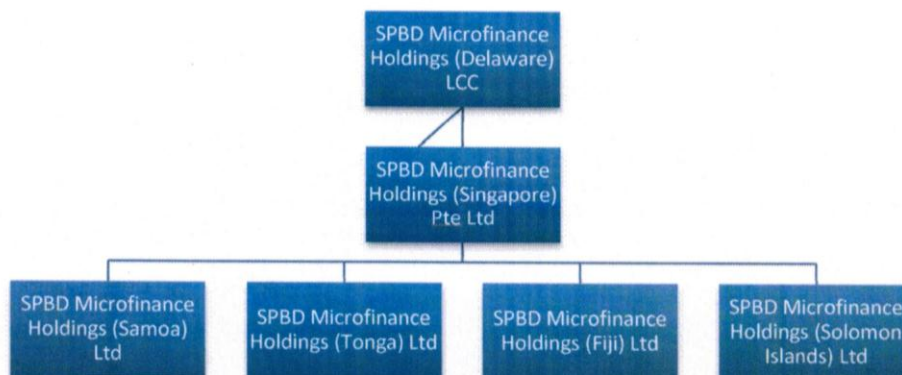 SPBD Microfinance
Holdings (Delaware)
LCC
SPBD Microfinance
Holdings (Singapore)
Pte Ltd
SPBD Microfinance
Holdings (Samoa)
Ltd
SPBD Microfinance
Holdings (Tonga) Ltd
SPBD Microfinance
Holdings (Fiji) Ltd
SPBD Microfinance
Holdings (Solomon
Islands) Ltd